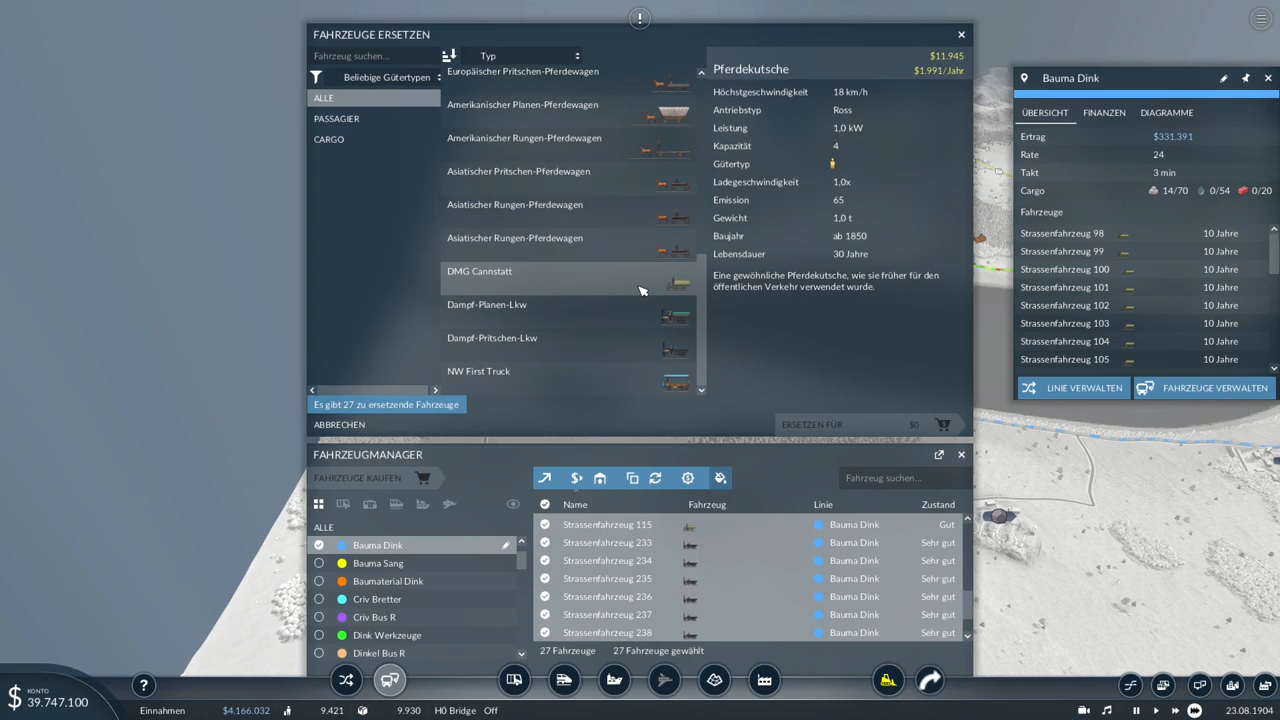 FAHRZEUGE ERSETZEN
Fahrzeug suchen...
Typ
Beliebige Gütertypen
ALLE
PASSAGIER
CARGO
Europäischer Pritschen-Pferdewagen
Amerikanischer Planen-Pferdewagen
Amerikanischer Rungen-Pferdewagen
Asiatischer Pritschen-Pferdewagen
Asiatischer Rungen-Pferdewagen
Asiatischer Rungen-Pferdewagen
DMG Cannstatt
Dampf-Planen-Lkw
Dampf-Pritschen-Lkw
NW First Truck
$11.945
Pferdekutsche $1.991/Jahr
Höchstgeschwindigkeit 18 km/h
Antriebstyp Ross
Leistung 1,0 kW
Kapazität 4
Gütertyp
Ladegeschwindigkeit 1,0x
Emission 65
Gewicht 1,0 t
Baujahr ab 1850
Lebensdauer 30 Jahre
Eine gewöhnliche Pferdekutsche, wie sie früher für den
öffentlichen Verkehr verwendet wurde.
Es gibt 27 zu ersetzende Fahrzeuge
ABBRECHEN
ERSETZEN FÜR $0
Bauma Dink
ÜBERSICHT FINANZEN DIAGRAMME
Ertrag $331.391
Rate 24
Takt 3 min
Cargo 14/70 0/54 0/20
Fahrzeuge
Strassenfahrzeug 98 10 Jahre
Strassenfahrzeug 99 10 Jahre
Strassenfahrzeug 100 10 Jahre
Strassenfahrzeug 101 10 Jahre
Strassenfahrzeug 102 10 Jahre
Strassenfahrzeug 103 10 Jahre
Strassenfahrzeug 104 10 Jahre
Strassenfahrzeug 105 10 Jahre
LINIE VERWALTEN FAHRZEUGE VERWALTEN
FAHRZEUGMANAGER
FAHRZEUGE KAUFEN
Fahrzeug suchen...
ALLE
Bauma Dink
Bauma Sang
Baumaterial Dink
Criv Bretter
Criv Bus R
Dink Werkzeuge
Dinkel Bus R
Name Fahrzeug Linie Zustand
Strassenfahrzeug 115 Bauma Dink Gut
Strassenfahrzeug 233 Bauma Dink Sehr gut
Strassenfahrzeug 234 Bauma Dink Sehr gut
Strassenfahrzeug 235 Bauma Dink Sehr gut
Strassenfahrzeug 236 Bauma Dink Sehr gut
Strassenfahrzeug 237 Bauma Dink Sehr gut
Strassenfahrzeug 238 Bauma Dink Sehr gut
27 Fahrzeuge 27 Fahrzeuge gewählt
KONTO
$ 39.747.100
Einnahmen $4.166.032 9.421 9.930 H0 Bridge Off 23.08.1904